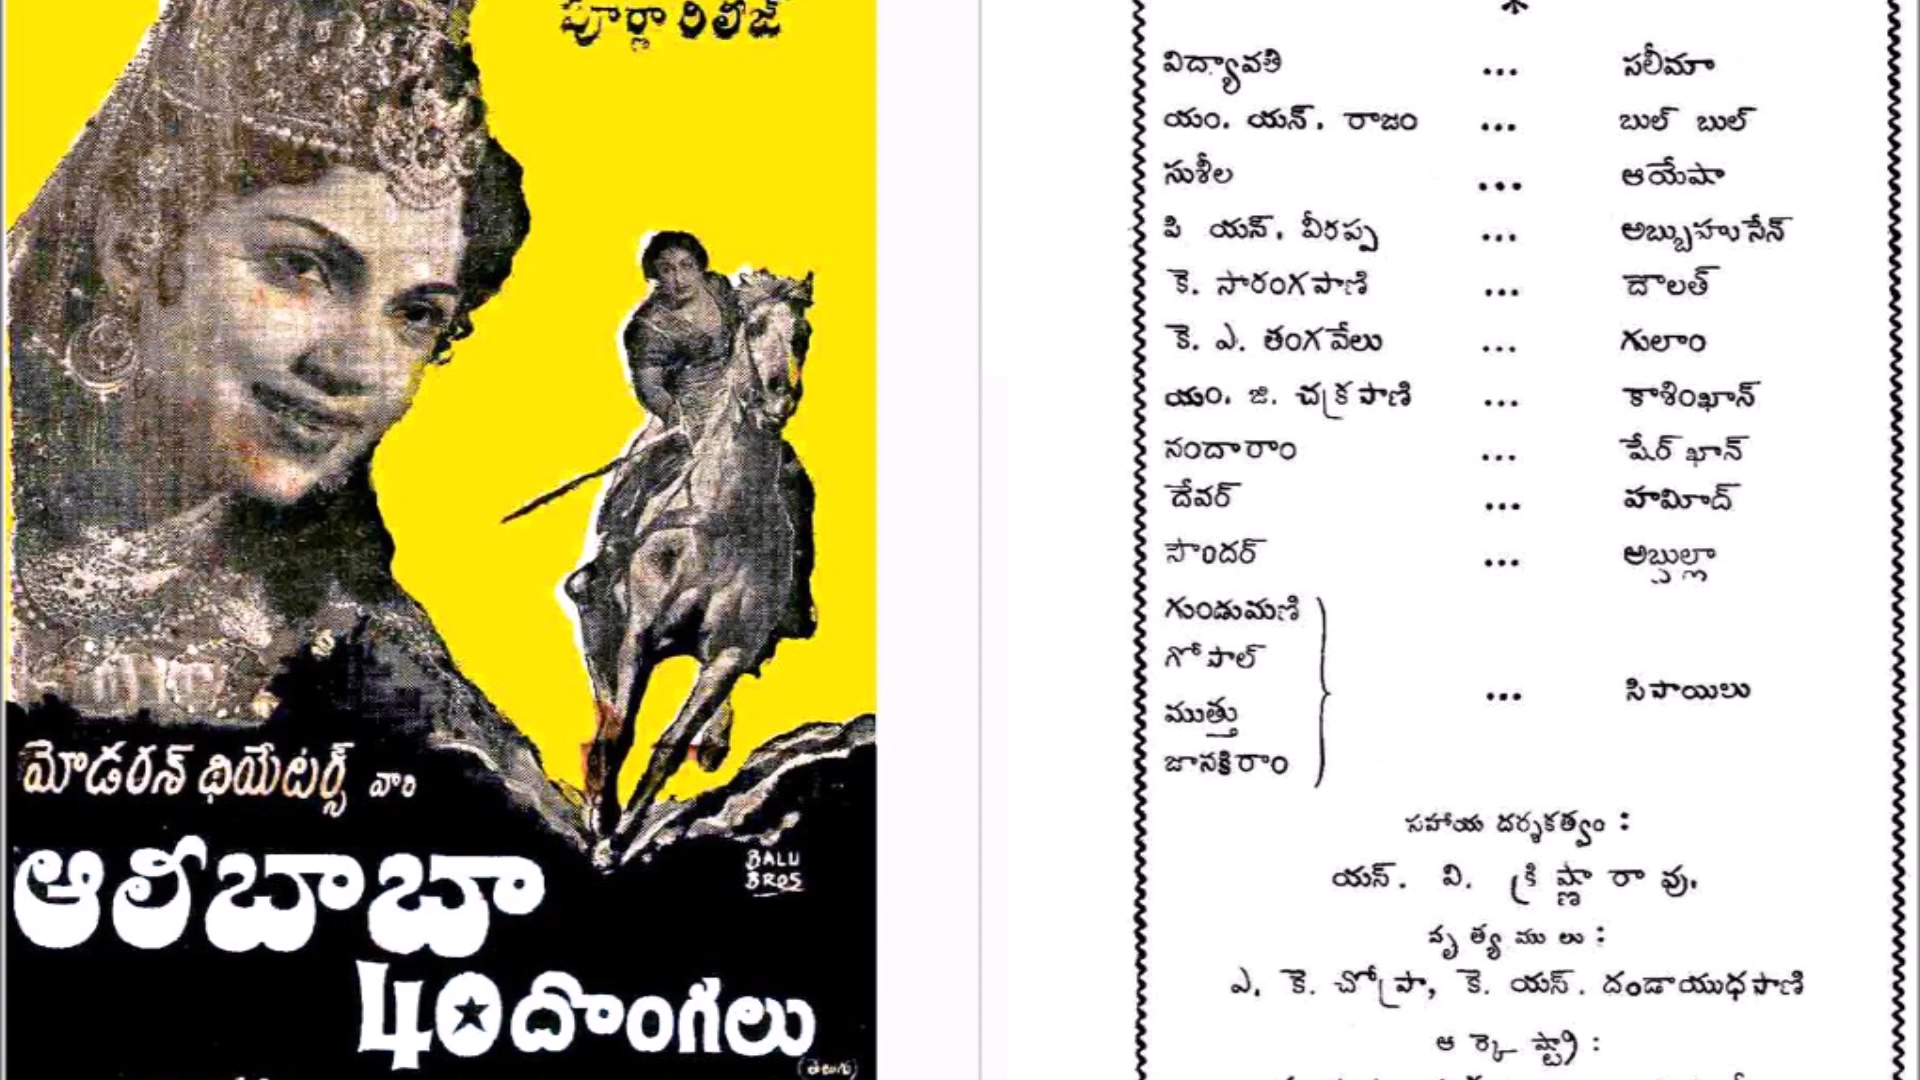 పూర్ణా రిలీజ్
మోడరన్ థియేటర్స్ వారి
ఆలీబాబా
40 దొంగలు
(తెలుగు)
BALU
BROS
*
విద్యావతి ... సలీమా
యం. యన్. రాజం ... బుల్ బుల్
సుశీల ... ఆయేషా
పి యన్. వీరప్ప ... అబ్బుహుసేన్
కె. సారంగపాణి ... దౌలత్
కె. ఎ. తంగవేలు ... గులాం
యం. జి. చక్రపాణి ... కాశింఖాన్
నందారాం ... షేర్ ఖాన్
దేవర్ ... హమీద్
సౌందర్ ... అబ్దుల్లా
గుండుమణి
గోపాల్
ముత్తు
జానకిరాం
... సిపాయిలు
సహాయ దర్శకత్వం :
యస్. వి. క్రిష్ణారావు.
నృత్యములు :
ఎ. కె. చోప్రా, కె. యస్. దండాయుధపాణి
ఆర్కెష్ట్రా :